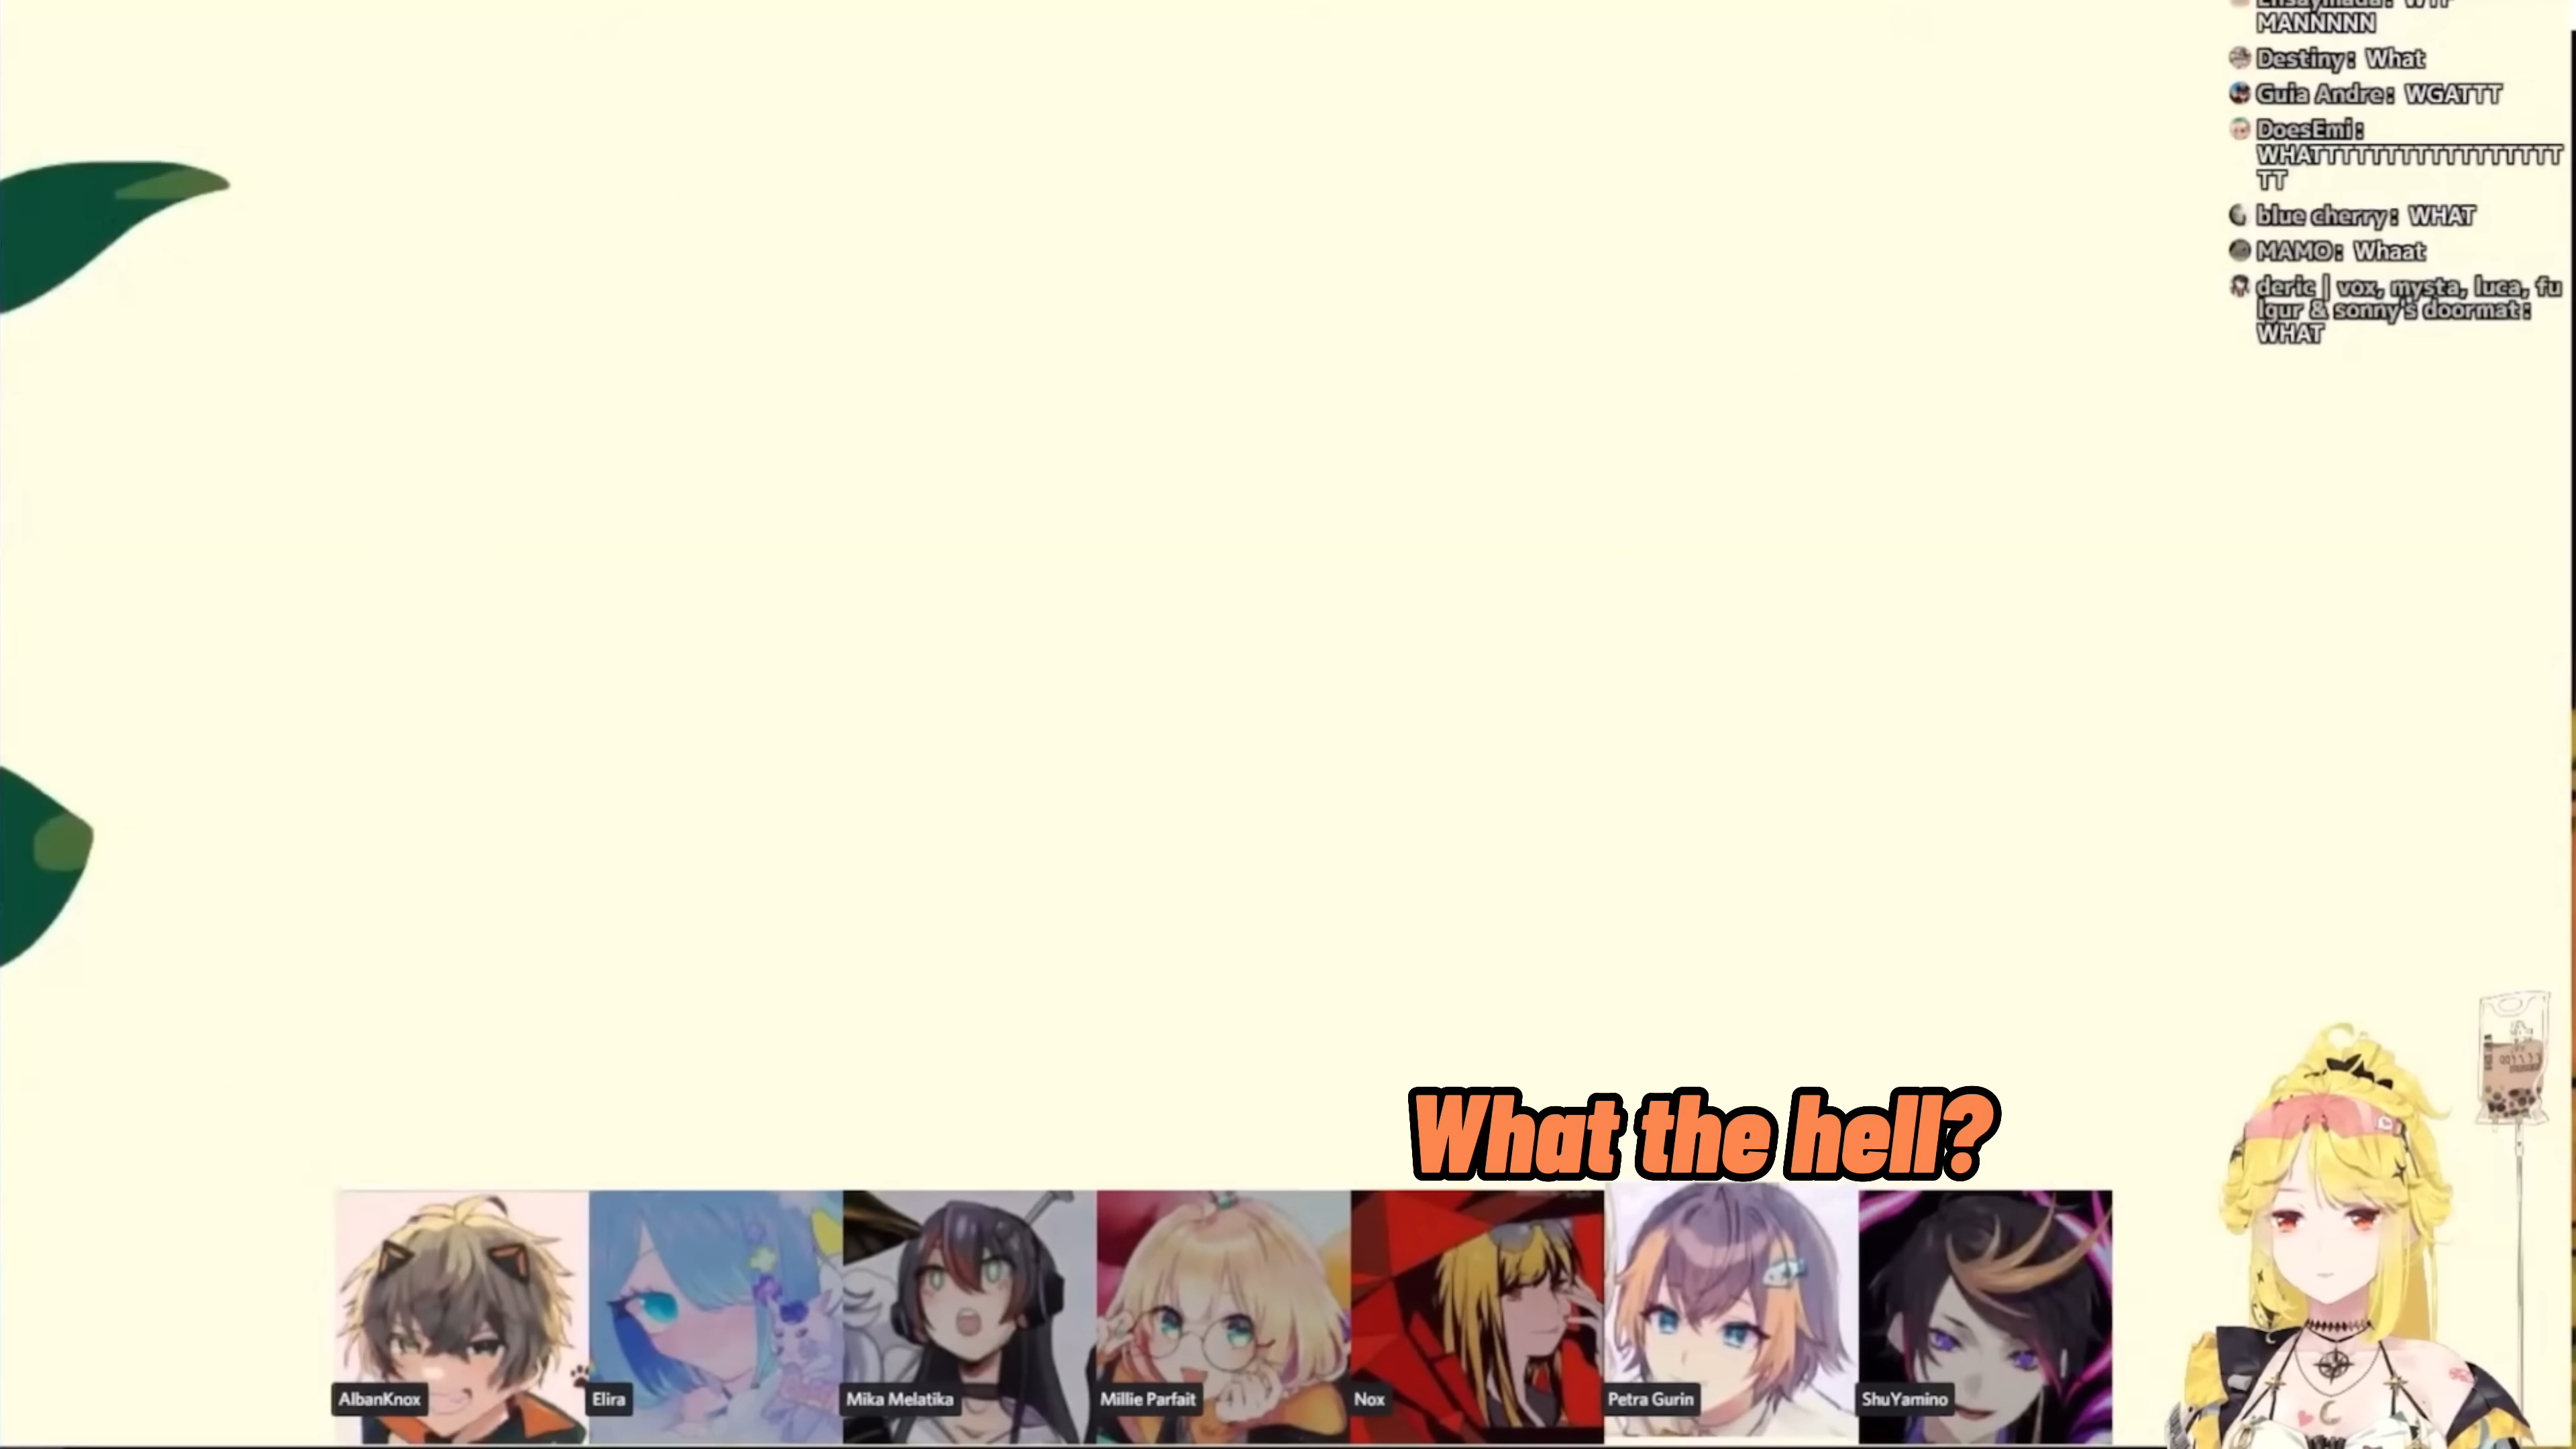 MANNNNN
Destiny: What
Guia Andre: WGATTT
DoesEmi:
WHATTTTTTTTTTTTTTTTTT
TT
blue cherry: WHAT
MAMO: Whaat
deric | vox, mysta, luca, fu
lgur & sonny's doormat:
WHAT
What the hell?
AlbanKnox
Elira
Mika Melatika
Millie Parfait
Nox
Petra Gurin
ShuYamino